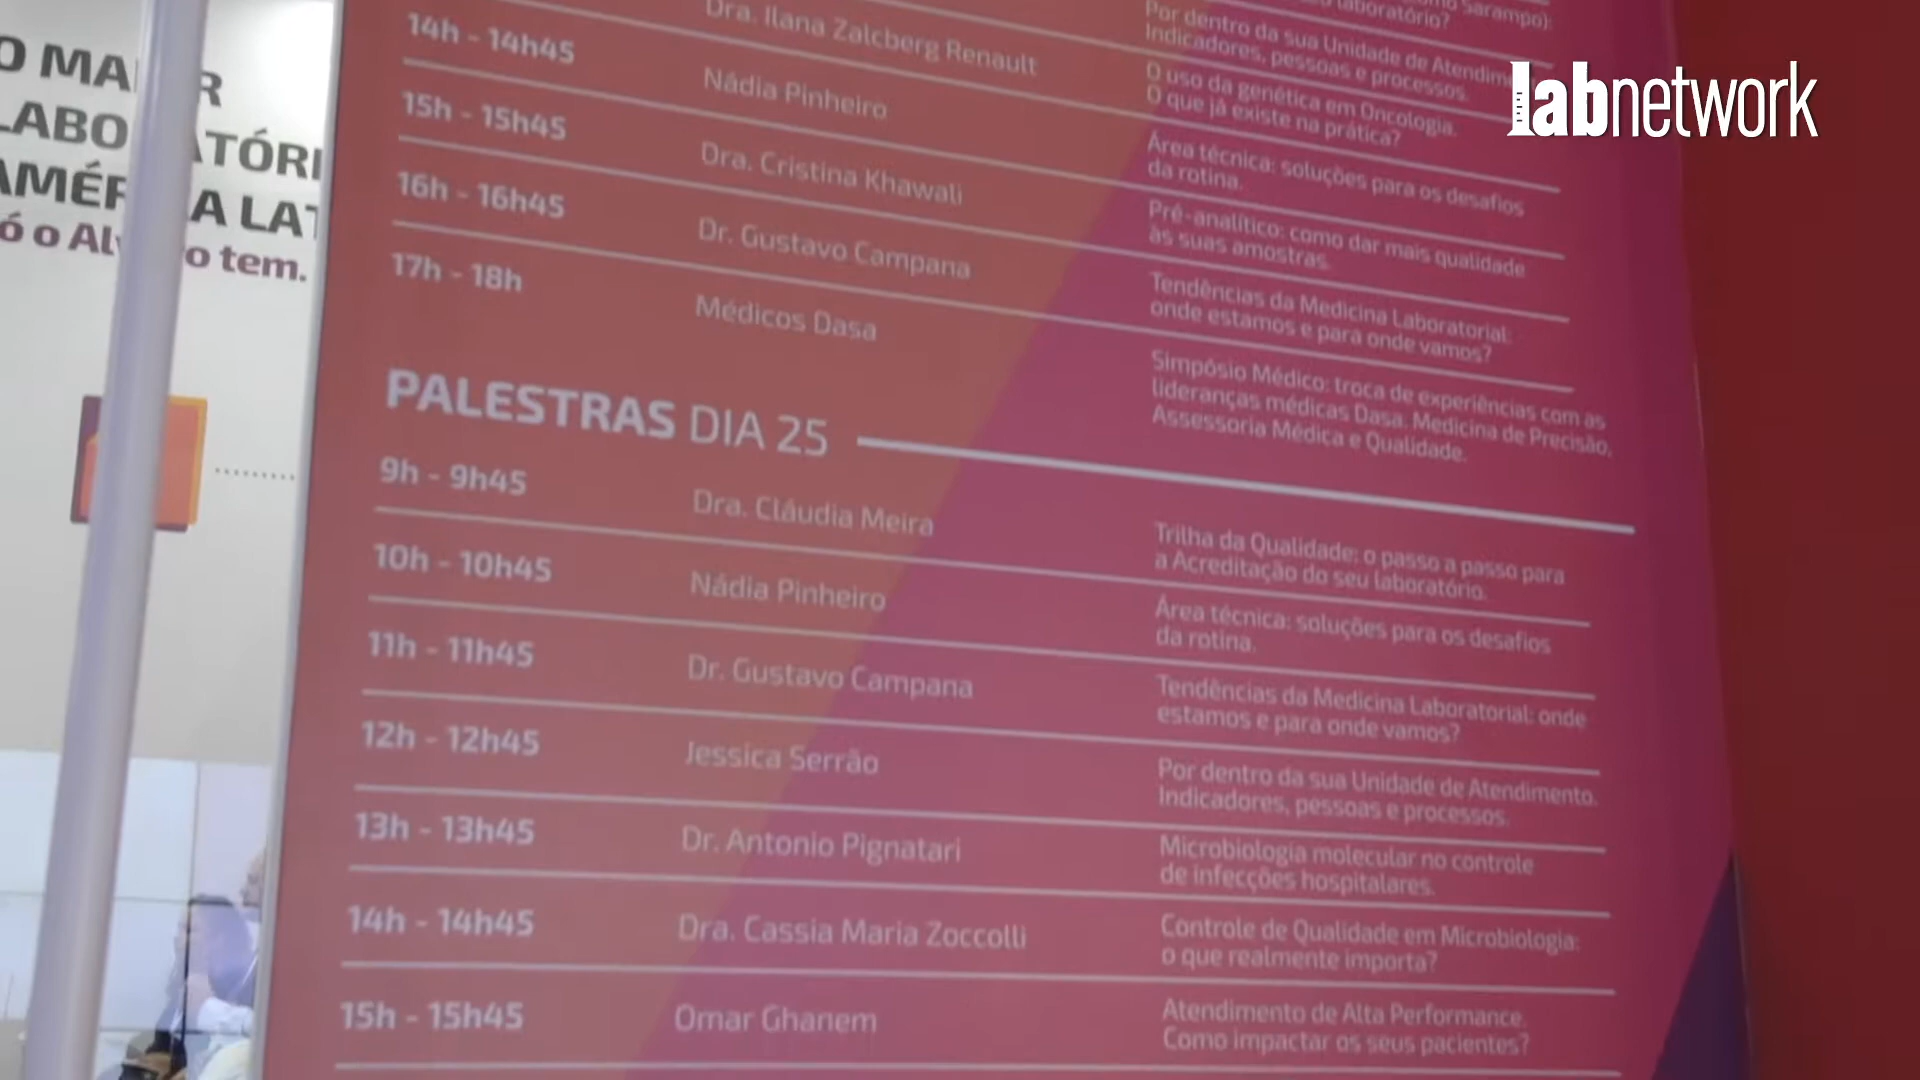 labnetwork
O MA R
LABO TÓRI
AMÉR A LAT
ó o Al o tem.
Sarampo):
laboratório?
Dra. Ilana Zalcberg Renault
Por dentro da sua Unidade de Atendime
Indicadores, pessoas e processos.
14h - 14h45
Nádia Pinheiro
O uso da genética em Oncologia.
O que já existe na prática?
15h - 15h45
Dra. Cristina Khawali
Área técnica: soluções para os desafios
da rotina.
16h - 16h45
Dr. Gustavo Campana
Pré-analítico: como dar mais qualidade
às suas amostras.
17h - 18h
Médicos Dasa
Tendências da Medicina Laboratorial:
onde estamos e para onde vamos?
Simpósio Médico: troca de experiências com as
lideranças médicas Dasa. Medicina de Precisão,
Assessoria Médica e Qualidade.
PALESTRAS DIA 25
9h - 9h45
Dra. Cláudia Meira
Trilha da Qualidade: o passo a passo para
a Acreditação do seu laboratório.
10h - 10h45
Nádia Pinheiro
Área técnica: soluções para os desafios
da rotina.
11h - 11h45
Dr. Gustavo Campana
Tendências da Medicina Laboratorial: onde
estamos e para onde vamos?
12h - 12h45
Jessica Serrão
Por dentro da sua Unidade de Atendimento.
Indicadores, pessoas e processos.
13h - 13h45
Dr. Antonio Pignatari
Microbiologia molecular no controle
de infecções hospitalares.
14h - 14h45
Dra. Cassia Maria Zoccolli
Controle de Qualidade em Microbiologia:
o que realmente importa?
15h - 15h45
Omar Ghanem
Atendimento de Alta Performance.
Como impactar os seus pacientes?